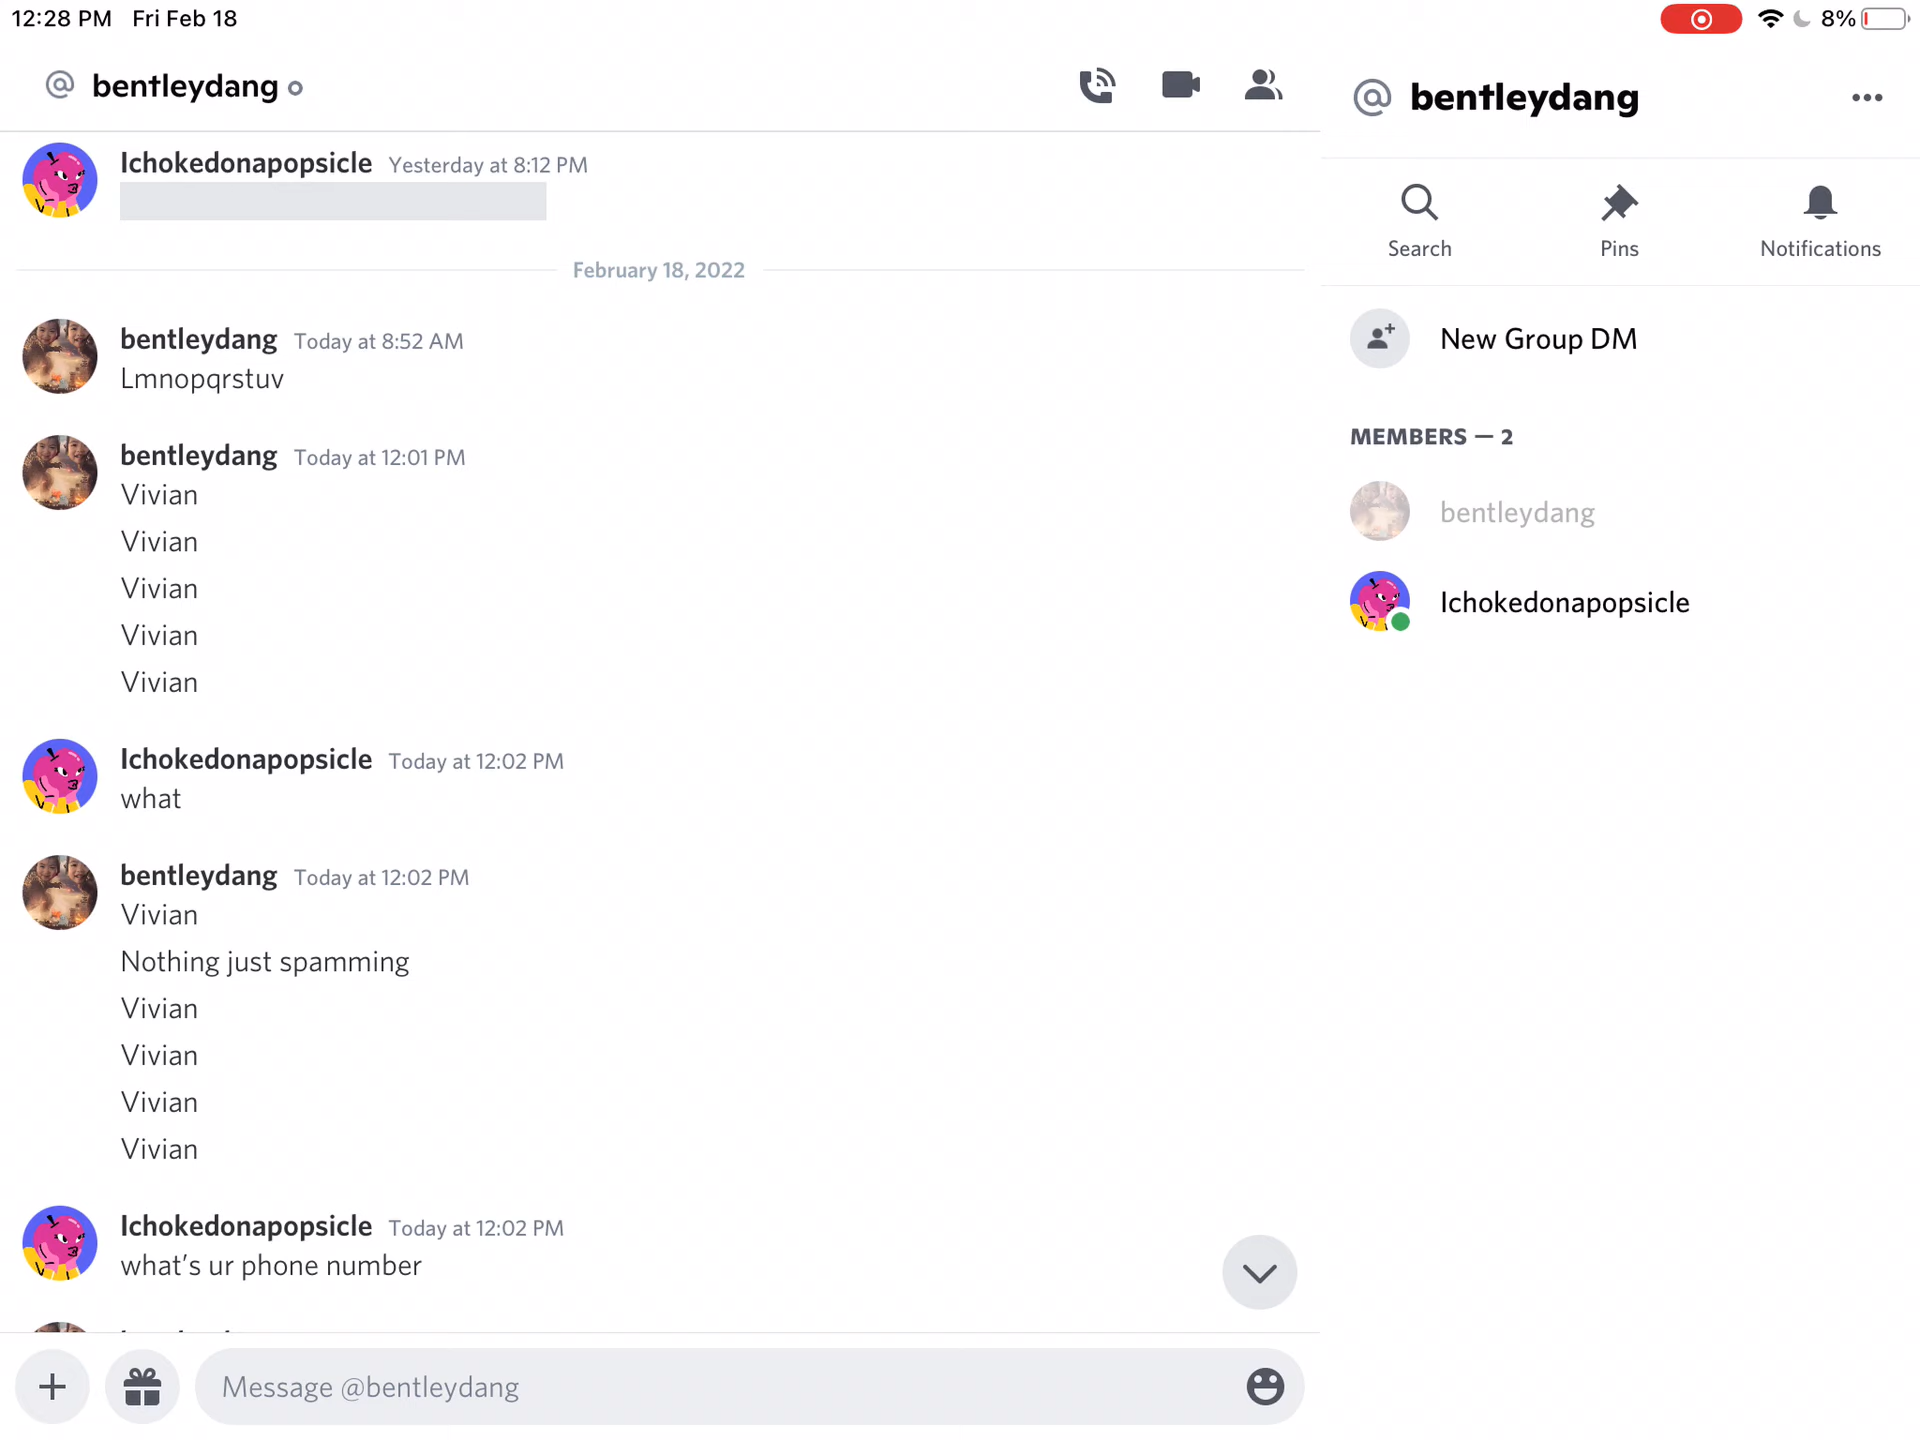 12:28 PM Fri Feb 18
8%
bentleydang
Ichokedonapopsicle Yesterday at 8:12 PM
February 18, 2022
bentleydang Today at 8:52 AM
Lmnopqrstuv
bentleydang Today at 12:01 PM
Vivian
Vivian
Vivian
Vivian
Vivian
Ichokedonapopsicle Today at 12:02 PM
what
bentleydang Today at 12:02 PM
Vivian
Nothing just spamming
Vivian
Vivian
Vivian
Vivian
Ichokedonapopsicle Today at 12:02 PM
what's ur phone number
Message @bentleydang
@ bentleydang
Search Pins Notifications
New Group DM
MEMBERS — 2
bentleydang
Ichokedonapopsicle